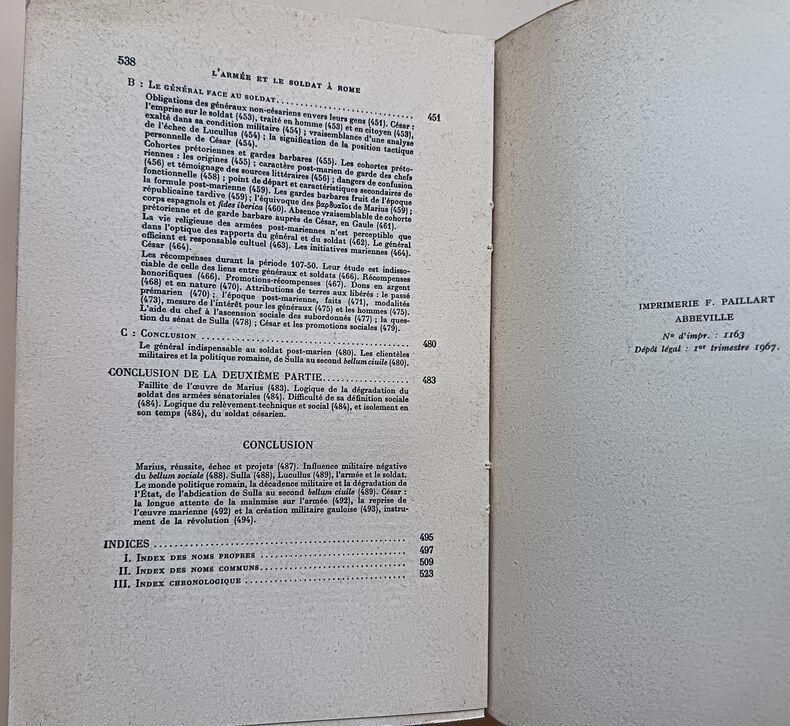 538
L'ARMÉE ET LE SOLDAT À ROME
B : LE GÉNÉRAL FACE AU SOLDAT 451
Obligations des généraux non-césariens envers leurs gens (451). César :
l'emprise sur le soldat (453), traité en homme (453) et en citoyen (453),
exalté dans sa condition militaire (454) ; vraisemblance d'une analyse
de l'échec de Lucullus (454) ; la signification de la position tactique
personnelle de César (454).
Cohortes prétoriennes et gardes barbares (455). Les cohortes préto-
riennes : les origines (455) ; caractère post-marien de garde des chefs
(456) et témoignage des sources littéraires (456) ; dangers de confusion
fonctionnelle (458) ; point de départ et caractéristiques secondaires de
la formule post-marienne (459). Les gardes barbares fruit de l'époque
républicaine tardive (459) ; l'équivoque des βαρδυαῖοι de Marius (459) ;
corps espagnols et fides iberica (460). Absence vraisemblable de cohorte
prétorienne et de garde barbare auprès de César, en Gaule (461).
La vie religieuse des armées post-mariennes n'est perceptible que
dans l'optique des rapports du général et du soldat (462). Le général
officiant et responsable cultuel (463). Les initiatives mariennes (464).
César (464).
Les récompenses durant la période 107-50. Leur étude est indisso-
ciable de celle des liens entre généraux et soldats (466). Récompenses
honorifiques (466). Promotions-récompenses (467). Dons en argent
(468) et en nature (470). Attributions de terres aux libérés : le passé
prémarien (470) ; l'époque post-marienne, faits (471), modalités
(473), mesure de l'intérêt pour les généraux (475) et les hommes (475).
L'aide du chef à l'ascension sociale des subordonnés (477) ; la ques-
tion du sénat de Sulla (478) ; César et les promotions sociales (479).
C : CONCLUSION 480
Le général indispensable au soldat post-marien (480). Les clientèles
militaires et la politique romaine, de Sulla au second bellum ciuile (480).
CONCLUSION DE LA DEUXIÈME PARTIE 483
Faillite de l'œuvre de Marius (483). Logique de la dégradation du
soldat des armées sénatoriales (484). Difficulté de sa définition sociale
(484). Logique du relèvement technique et social (484), et isolement en
son temps (484), du soldat césarien.
CONCLUSION
Marius, réussite, échec et projets (487). Influence militaire négative
du bellum sociale (488). Sulla (488), Lucullus (489), l'armée et le soldat.
Le monde politique romain, la décadence militaire et la dégradation de
l'État, de l'abdication de Sulla au second bellum ciuile (489). César :
la longue attente de la mainmise sur l'armée (492), la reprise de
l'œuvre marienne (492) et la création militaire gauloise (493), instru-
ment de la révolution (494).
INDICES 495
I. INDEX DES NOMS PROPRES 497
II. INDEX DES NOMS COMMUNS 509
III. INDEX CHRONOLOGIQUE 523
IMPRIMERIE F. PAILLART
ABBEVILLE
N° d'impr. : 1163
Dépôt légal : 1er trimestre 1967.